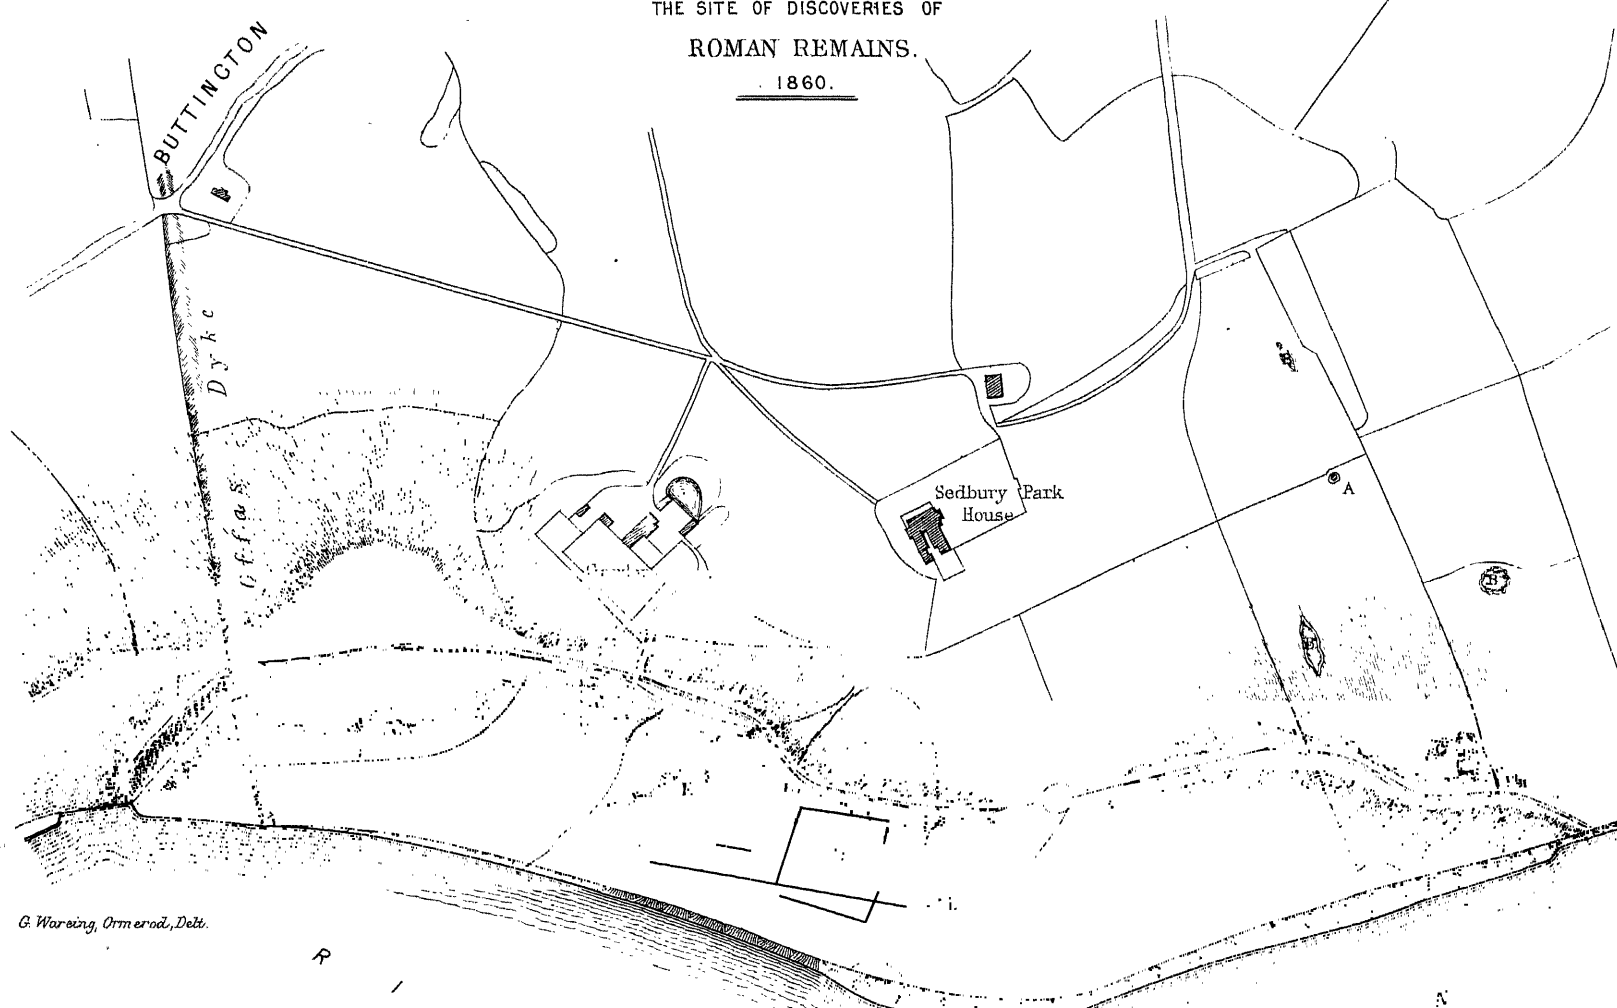 THE SITE OF DISCOVERIES OF
ROMAN REMAINS.
1860.
BUTTINGTON
Offas Dyke
Sedbury Park
House
A
B
E
G. Wareing, Ormerod, Delt.
R
I
N